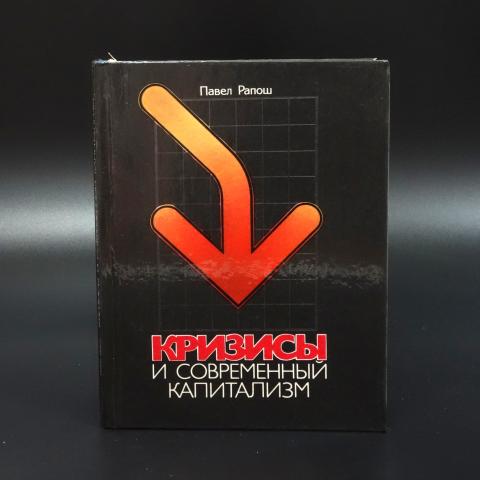 Павел Рапош
КРИЗИСЫ
И СОВРЕМЕННЫЙ
КАПИТАЛИЗМ